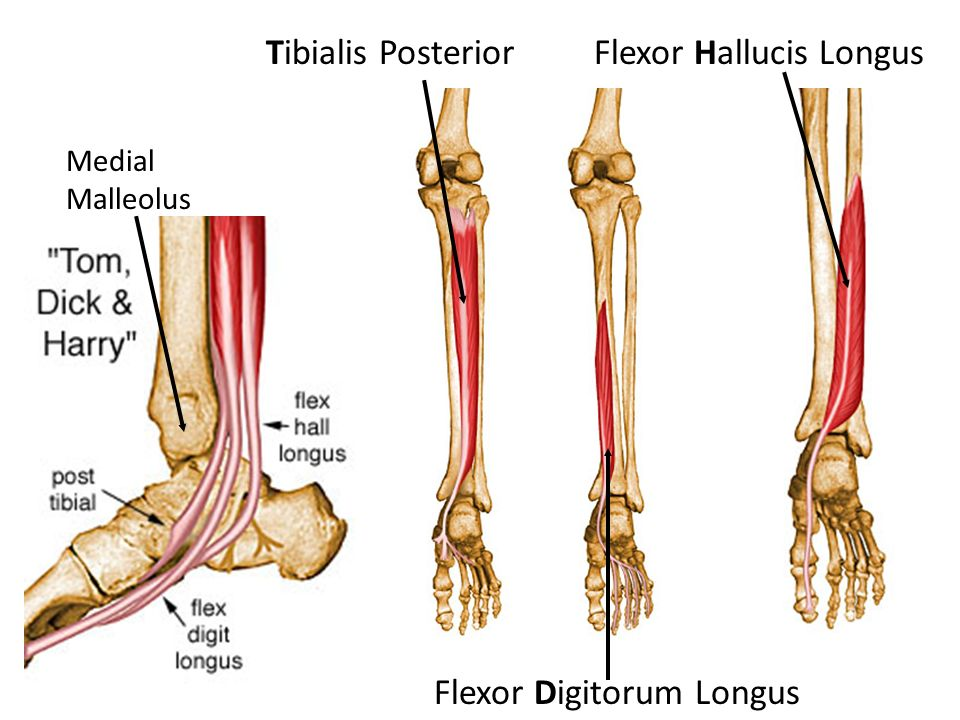 Tibialis Posterior
Flexor Hallucis Longus
Medial
Malleolus
"Tom,
Dick &
Harry"
flex
hall
longus
post
tibial
flex
digit
longus
Flexor Digitorum Longus